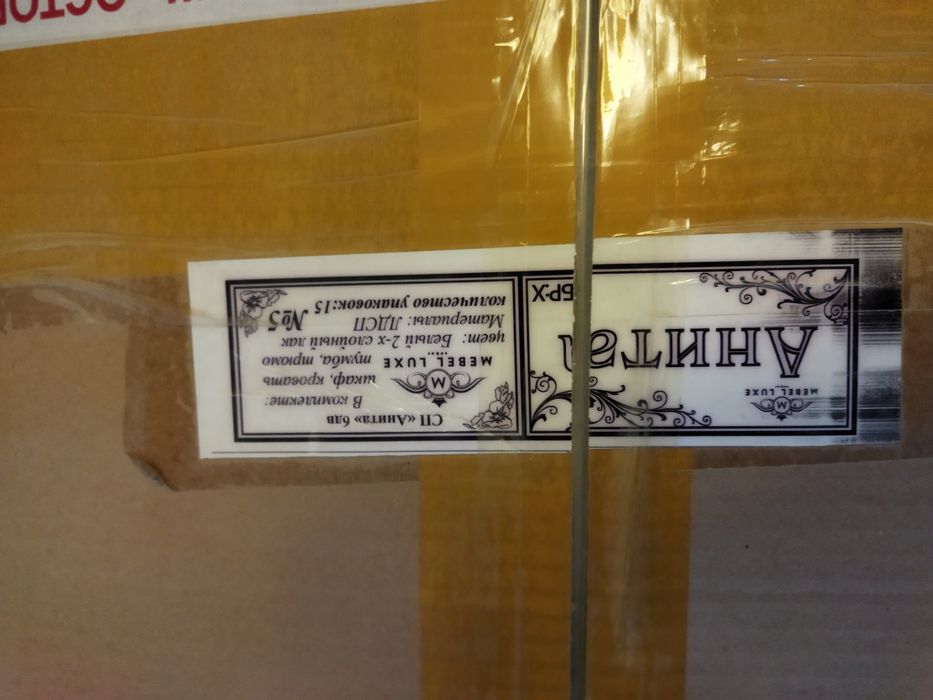 MEBEL LUXE
Анита
БР-Х
СП «Анита» 6дв
M
MEBEL LUXE
В комплекте:
шкаф, кровать
тумба, трюмо
цвет: Белый 2-х слойный лак
Материалы: ЛДСП
количество упаковок:15
№5